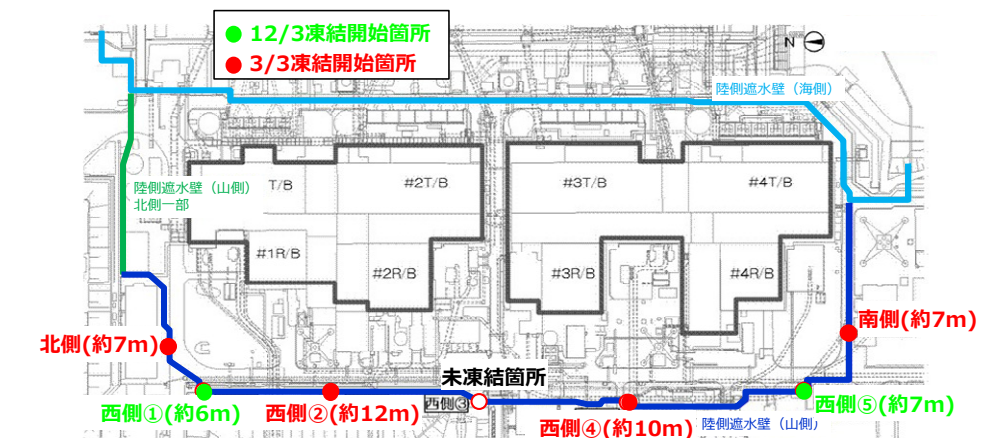 ● 12/3凍結開始箇所
● 3/3凍結開始箇所
N
陸側遮水壁（海側）
陸側遮水壁（山側）
北側一部
T/B
#2T/B
#3T/B
#4T/B
#1R/B
#2R/B
#3R/B
#4R/B
北側(約7m)
南側(約7m)
未凍結箇所
西側①(約6m)
西側②(約12m)
西側③
西側④(約10m)
西側⑤(約7m)
陸側遮水壁（山側）